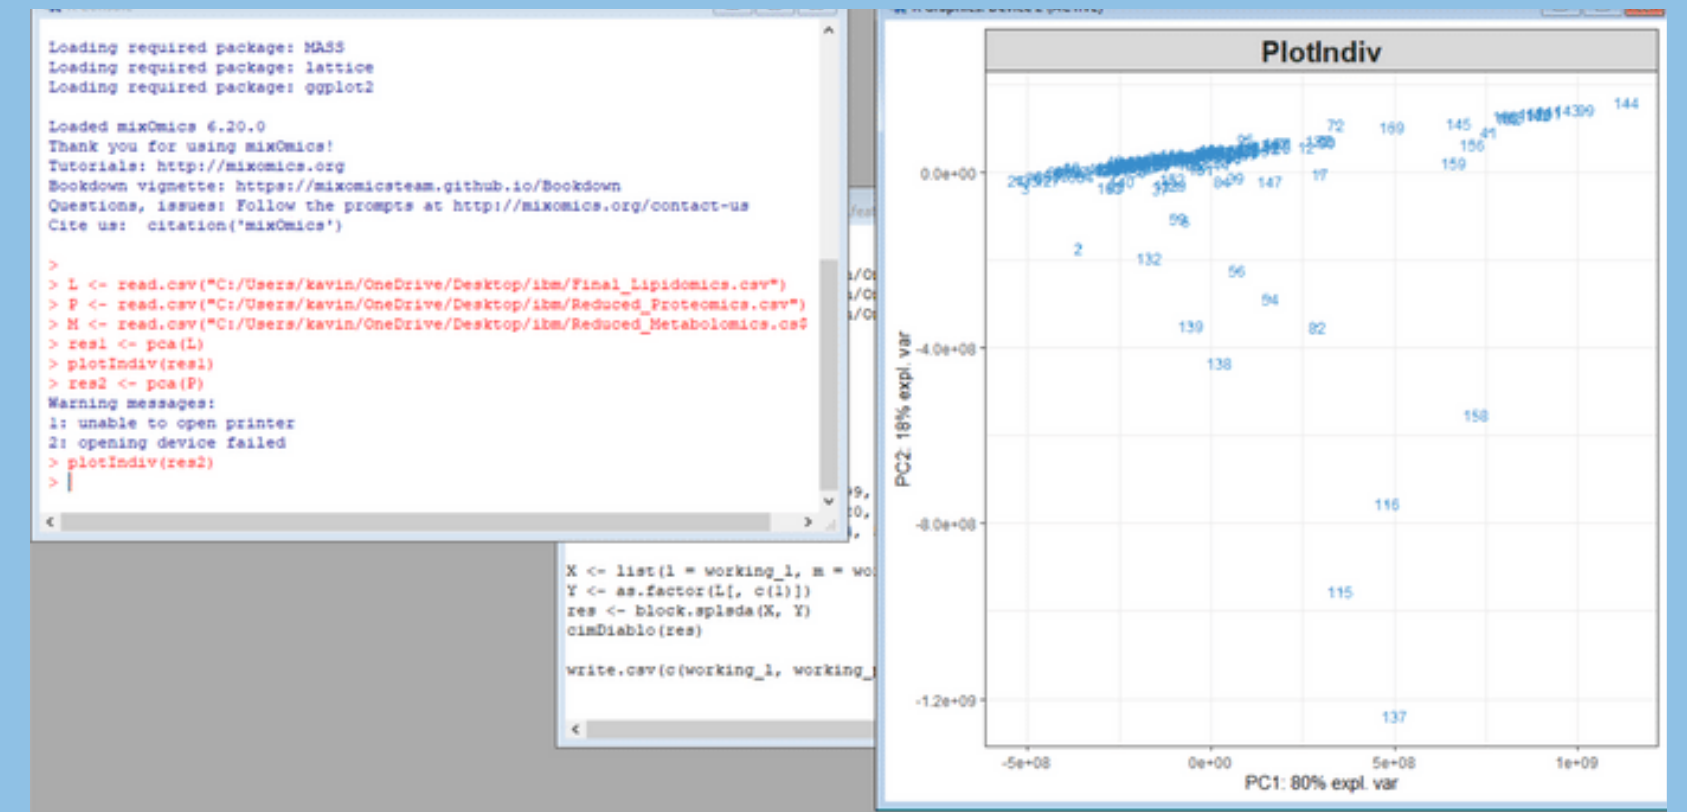 Loading required package: MASS
Loading required package: lattice
Loading required package: ggplot2
Loaded mixOmics 6.20.0
Thank you for using mixOmics!
Tutorials: http://mixomics.org
Bookdown vignette: https://mixomicsteam.github.io/Bookdown
Questions, issues: Follow the prompts at http://mixomics.org/contact-us
Cite us:  citation('mixOmics')
>
> L <- read.csv("C:/Users/kavin/OneDrive/Desktop/ibm/Final_Lipidomics.csv")
> P <- read.csv("C:/Users/kavin/OneDrive/Desktop/ibm/Reduced_Proteomics.csv")
> M <- read.csv("C:/Users/kavin/OneDrive/Desktop/ibm/Reduced_Metabolomics.cs$
> res1 <- pca(L)
> plotIndiv(res1)
> res2 <- pca(P)
Warning messages:
1: unable to open printer
2: opening device failed
> plotIndiv(res2)
>
X <- list(l = working_l, m = wo
Y <- as.factor(L[, c(1)])
res <- block.splsda(X, Y)
cimDiablo(res)
write.csv(c(working_l, working_
PlotIndiv
144
72
169
145
41
156
159
0.0e+00
17
147
59
2
132
56
94
139
82
138
-4.0e+08
158
116
-8.0e+08
115
-1.2e+09
137
PC2: 18% expl. var
-5e+08
0e+00
5e+08
1e+09
PC1: 80% expl. var